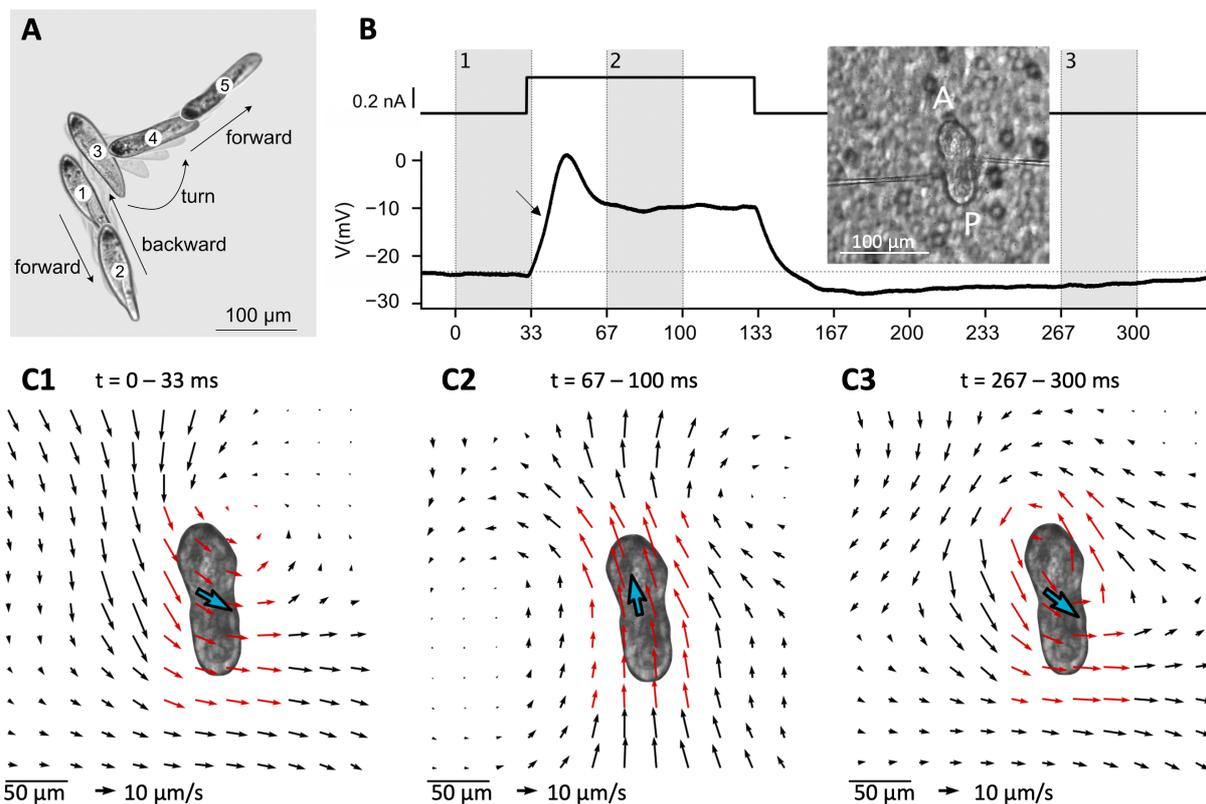 A
1
2
3
4
5
forward
turn
backward
forward
100 µm
B
1
2
3
0.2 nA
A
P
100 µm
V(mV)
0
−10
−20
−30
0
33
67
100
133
167
200
233
267
300
C1
t = 0 – 33 ms
50 µm
10 µm/s
C2
t = 67 – 100 ms
50 µm
10 µm/s
C3
t = 267 – 300 ms
50 µm
10 µm/s